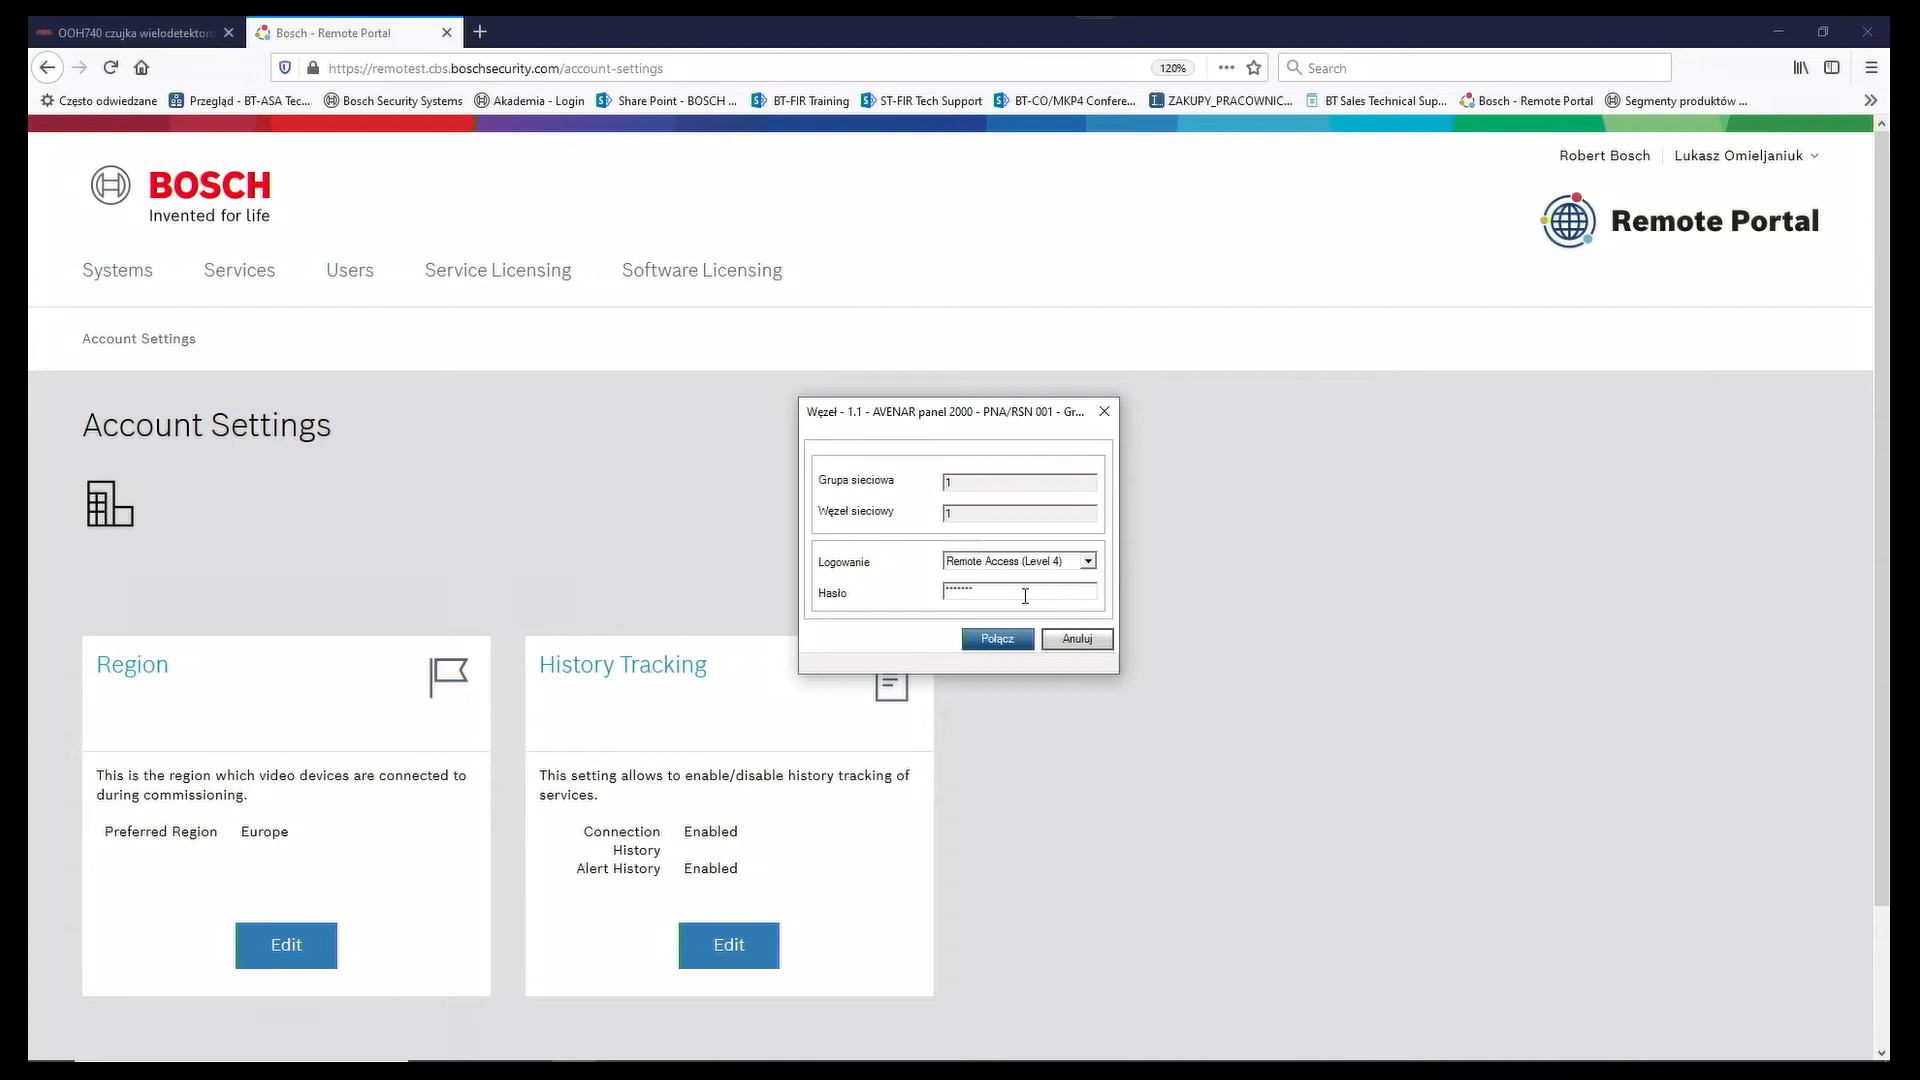 OOH740 czujka wielodetektoro
Bosch - Remote Portal
https://remotest.cbs.boschsecurity.com/account-settings
120%
Search
Często odwiedzane
Przegląd - BT-ASA Tec...
Bosch Security Systems
Akademia - Login
Share Point - BOSCH ...
BT-FIR Training
ST-FIR Tech Support
BT-CO/MKP4 Confere...
ZAKUPY_PRACOWNIC...
BT Sales Technical Sup...
Bosch - Remote Portal
Segmenty produktów ...
Robert Bosch
Lukasz Omieljaniuk
BOSCH
Invented for life
Remote Portal
Systems
Services
Users
Service Licensing
Software Licensing
Account Settings
Account Settings
Węzeł - 1.1 - AVENAR panel 2000 - PNA/RSN 001 - Gr...
Grupa sieciowa
1
Węzeł sieciowy
1
Logowanie
Remote Access (Level 4)
Hasło
*******
Połącz
Anuluj
Region
This is the region which video devices are connected to
during commissioning.
Preferred Region Europe
Edit
History Tracking
This setting allows to enable/disable history tracking of
services.
Connection Enabled
History
Alert History Enabled
Edit